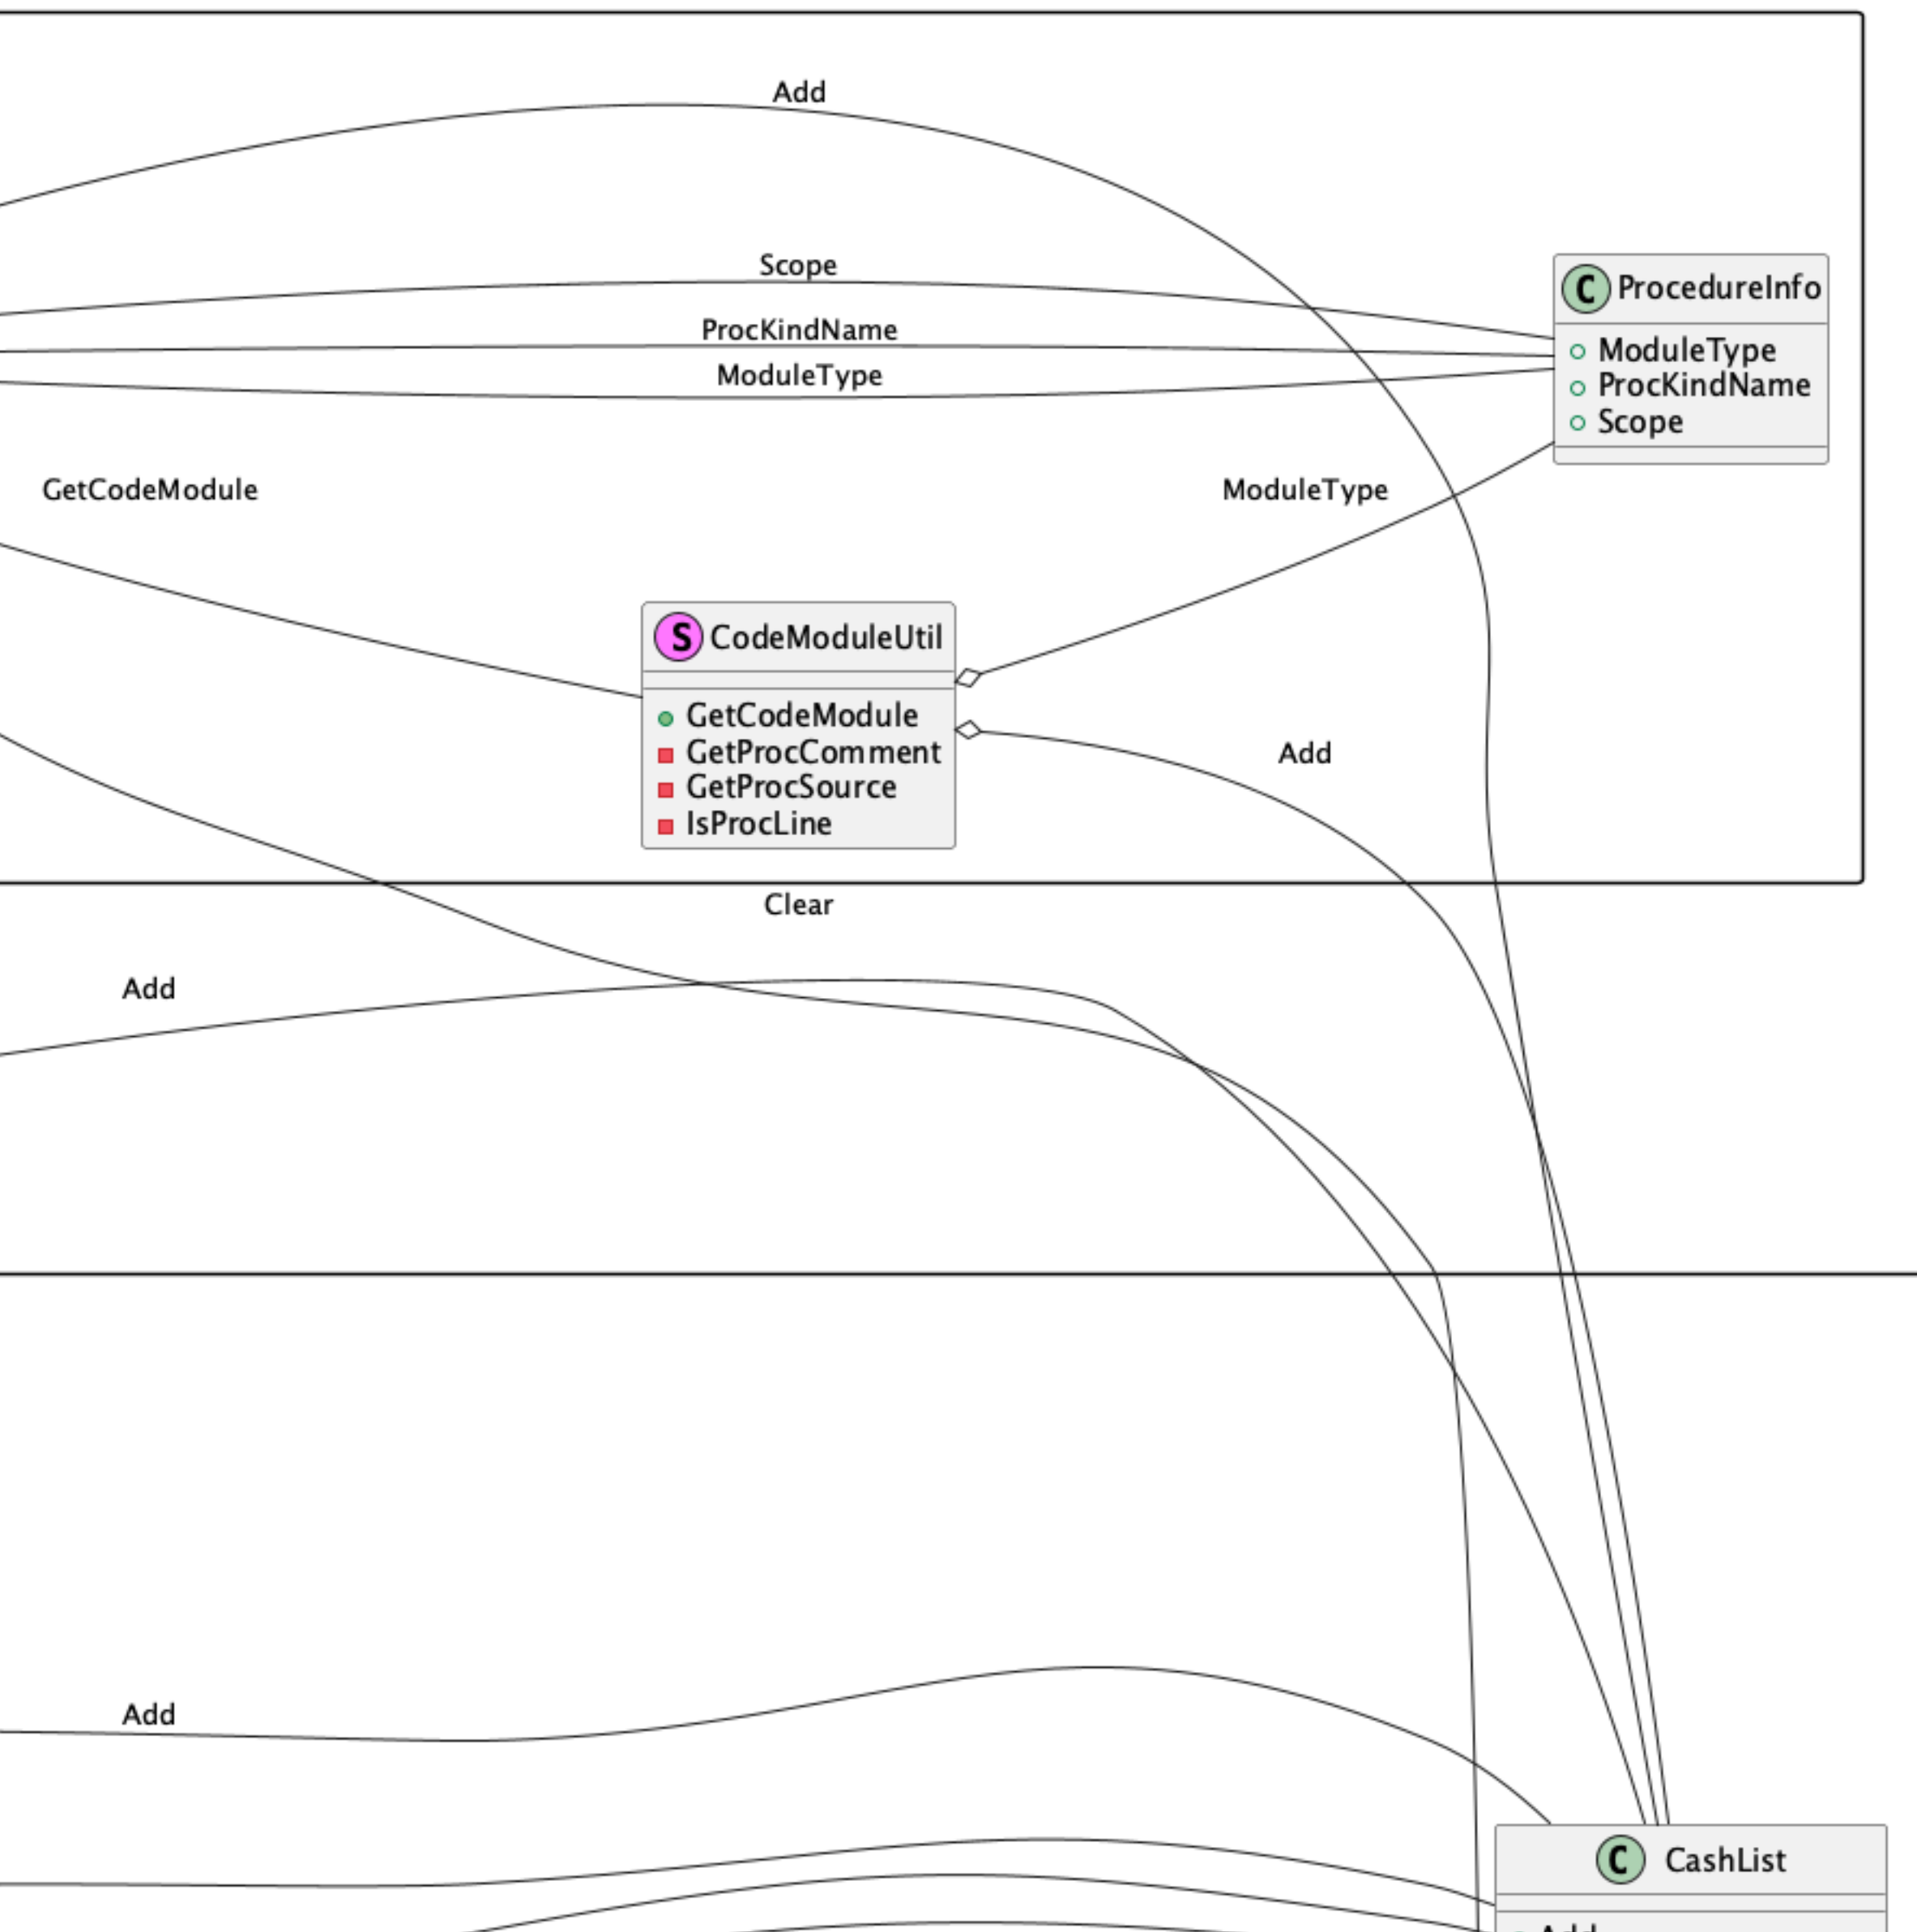 Add
Scope
C ProcedureInfo
ProcKindName
ModuleType
ModuleType
ProcKindName
Scope
GetCodeModule
ModuleType
S CodeModuleUtil
GetCodeModule
GetProcComment
GetProcSource
IsProcLine
Add
Clear
Add
Add
C CashList
Add